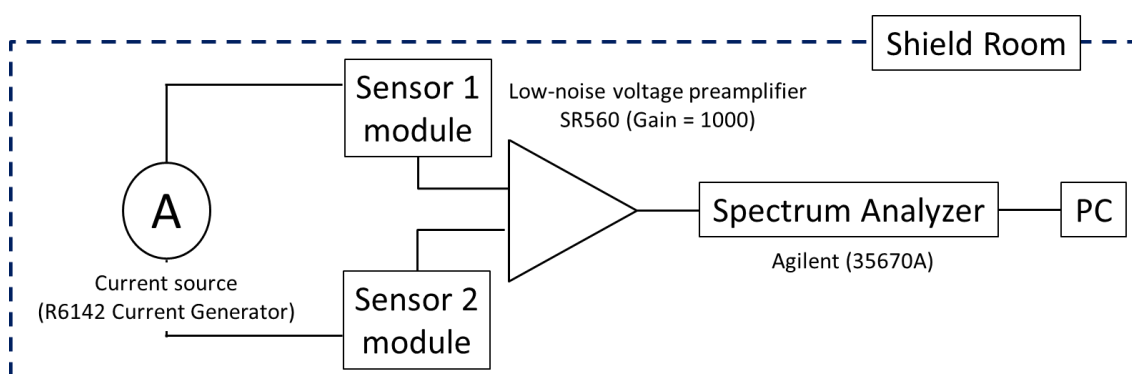 Shield Room
Sensor 1
module
Low-noise voltage preamplifier
SR560 (Gain = 1000)
A
Spectrum Analyzer
PC
Agilent (35670A)
Current source
(R6142 Current Generator)
Sensor 2
module